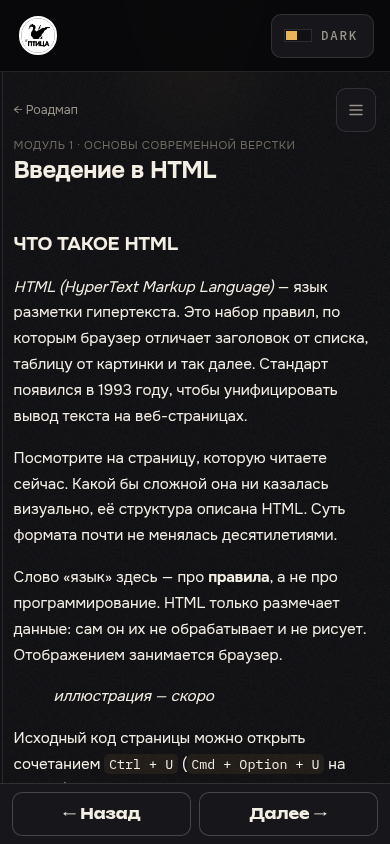 ПТИЦА
DARK
← Роадмап
МОДУЛЬ 1 · ОСНОВЫ СОВРЕМЕННОЙ ВЕРСТКИ
Введение в HTML
ЧТО ТАКОЕ HTML
HTML (HyperText Markup Language) — язык
разметки гипертекста. Это набор правил, по
которым браузер отличает заголовок от списка,
таблицу от картинки и так далее. Стандарт
появился в 1993 году, чтобы унифицировать
вывод текста на веб-страницах.
Посмотрите на страницу, которую читаете
сейчас. Какой бы сложной она ни казалась
визуально, её структура описана HTML. Суть
формата почти не менялась десятилетиями.
Слово «язык» здесь — про правила, а не про
программирование. HTML только размечает
данные: сам он их не обрабатывает и не рисует.
Отображением занимается браузер.
иллюстрация — скоро
Исходный код страницы можно открыть
сочетанием Ctrl + U (Cmd + Option + U на
← Назад
Далее →